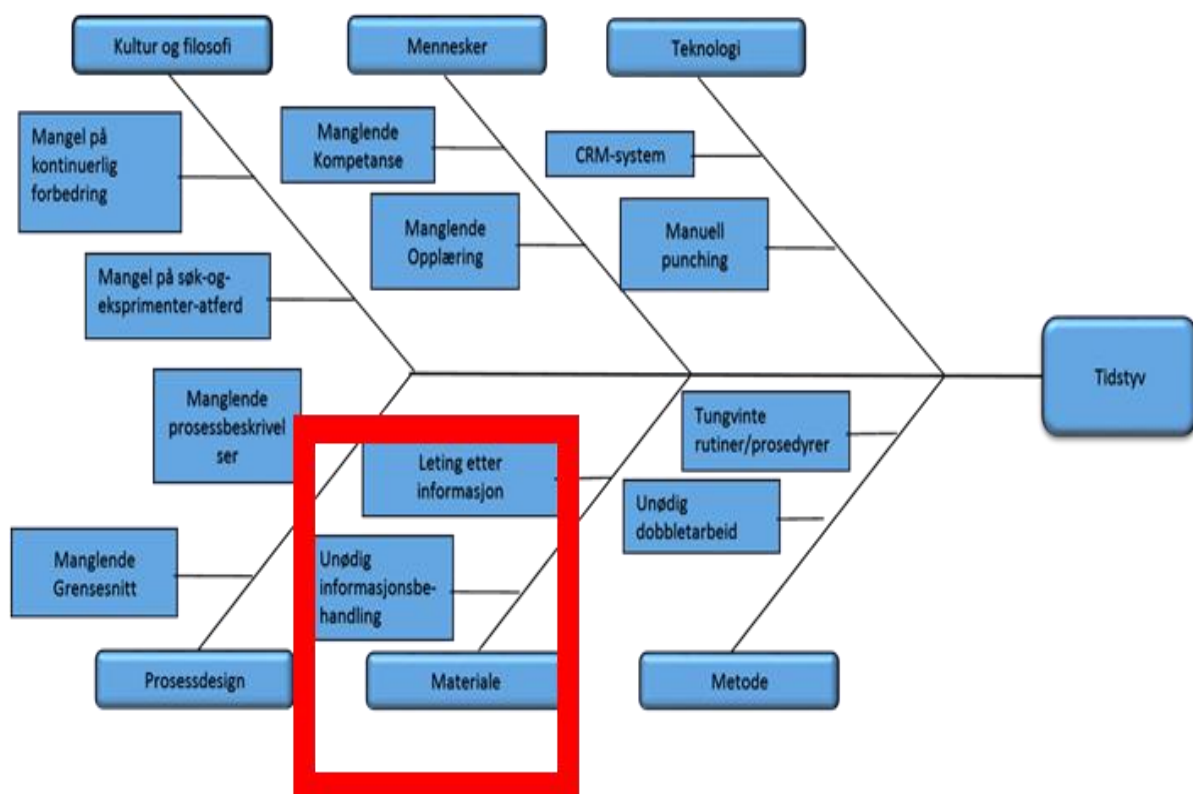 Kultur og filosofi
Mennesker
Teknologi
Mangel på
kontinuerlig
forbedring
Manglende
Kompetanse
CRM-system
Mangel på søk-og-
eksprimenter-atferd
Manglende
Opplæring
Manuell
punching
Tidstyv
Manglende
prosessbeskrivel
ser
Leting etter
informasjon
Tungvinte
rutiner/prosedyrer
Manglende
Grensesnitt
Unødig
informasjonsbe-
handling
Unødig
dobbletarbeid
Prosessdesign
Materiale
Metode